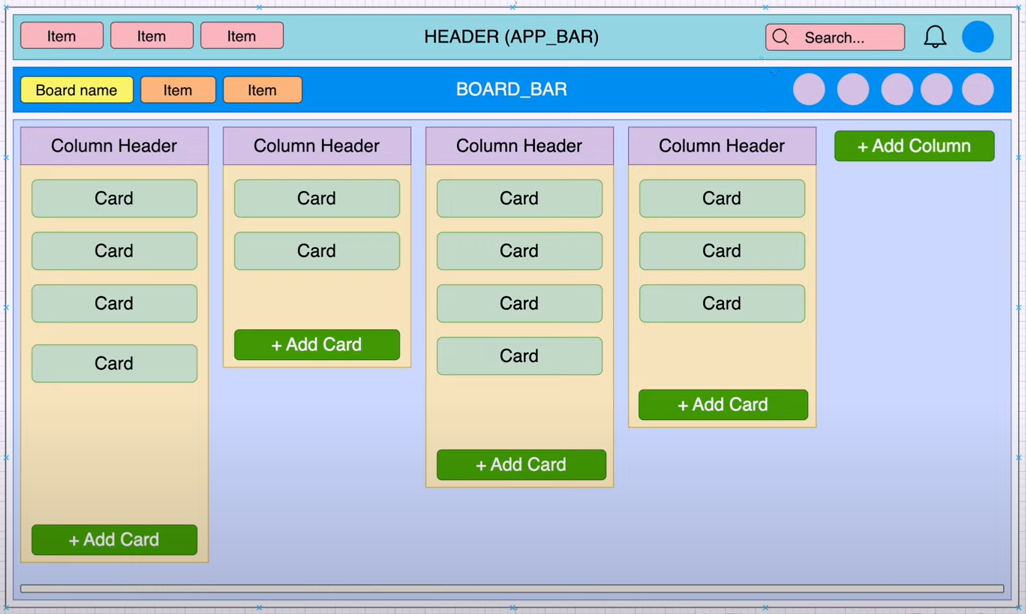 Item
Item
Item
HEADER (APP_BAR)
Search...
Board name
Item
Item
BOARD_BAR
Column Header
Card
Card
Card
Card
+ Add Card
Column Header
Card
Card
+ Add Card
Column Header
Card
Card
Card
Card
+ Add Card
Column Header
Card
Card
Card
+ Add Card
+ Add Column